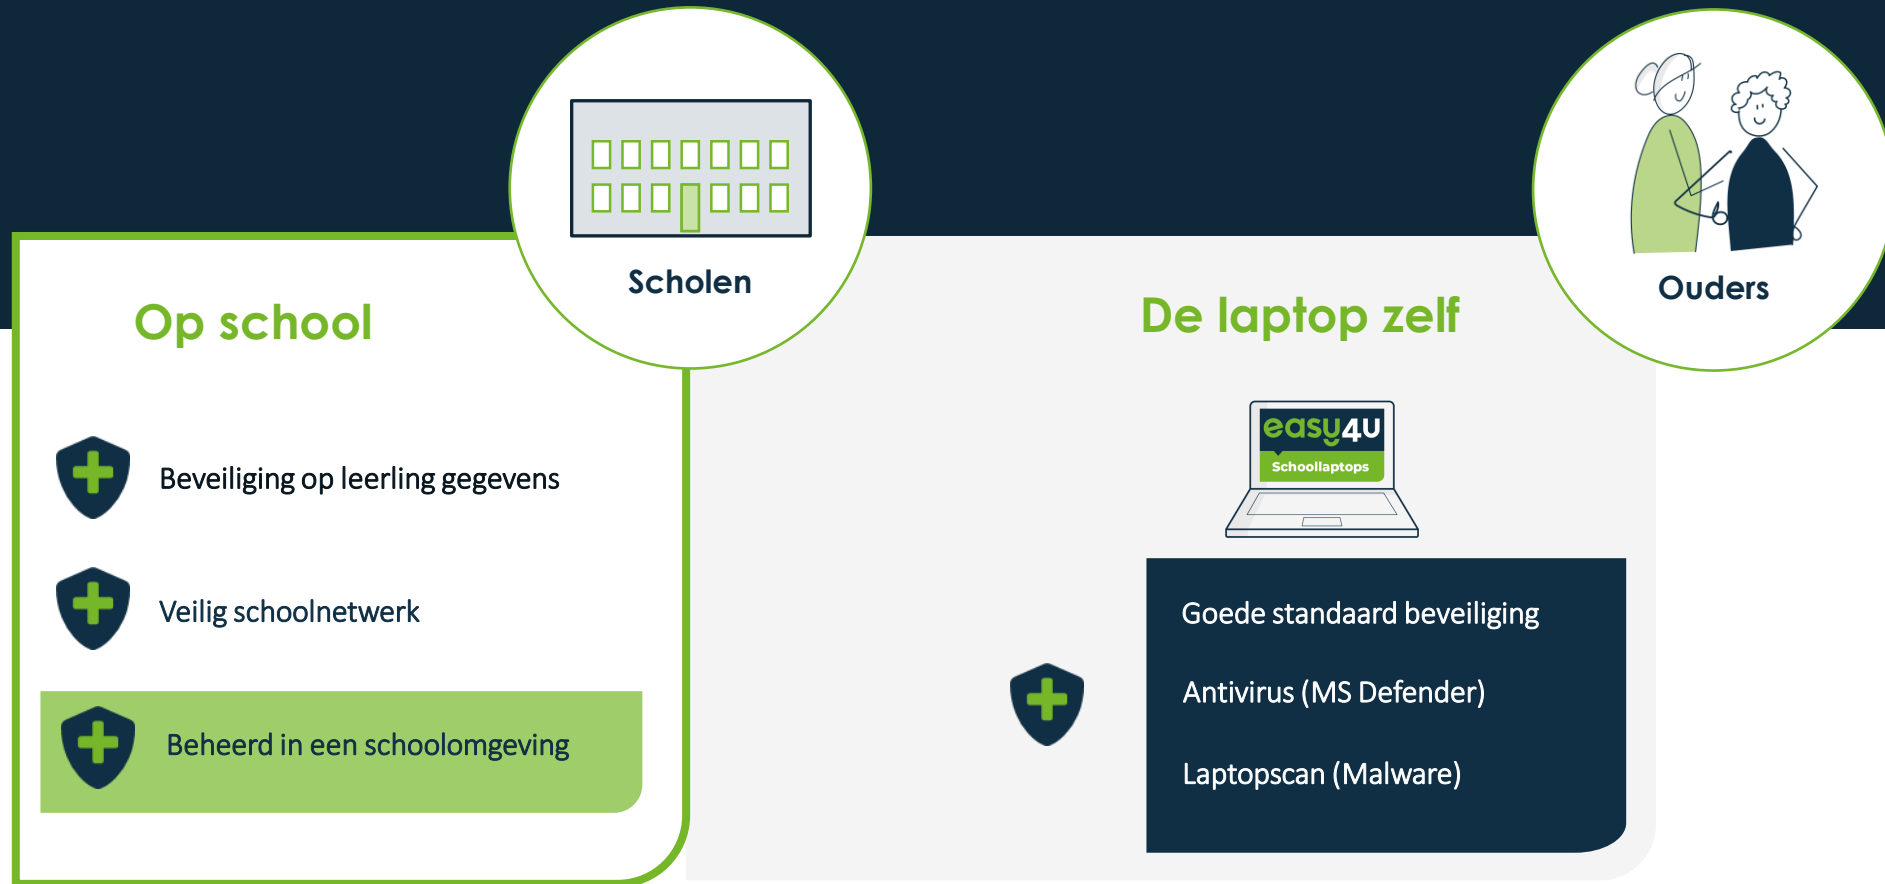 Scholen
Ouders
Op school
Beveiliging op leerling gegevens
Veilig schoolnetwerk
Beheerd in een schoolomgeving
De laptop zelf
easy4u
Schoollaptops
Goede standaard beveiliging
Antivirus (MS Defender)
Laptopscan (Malware)